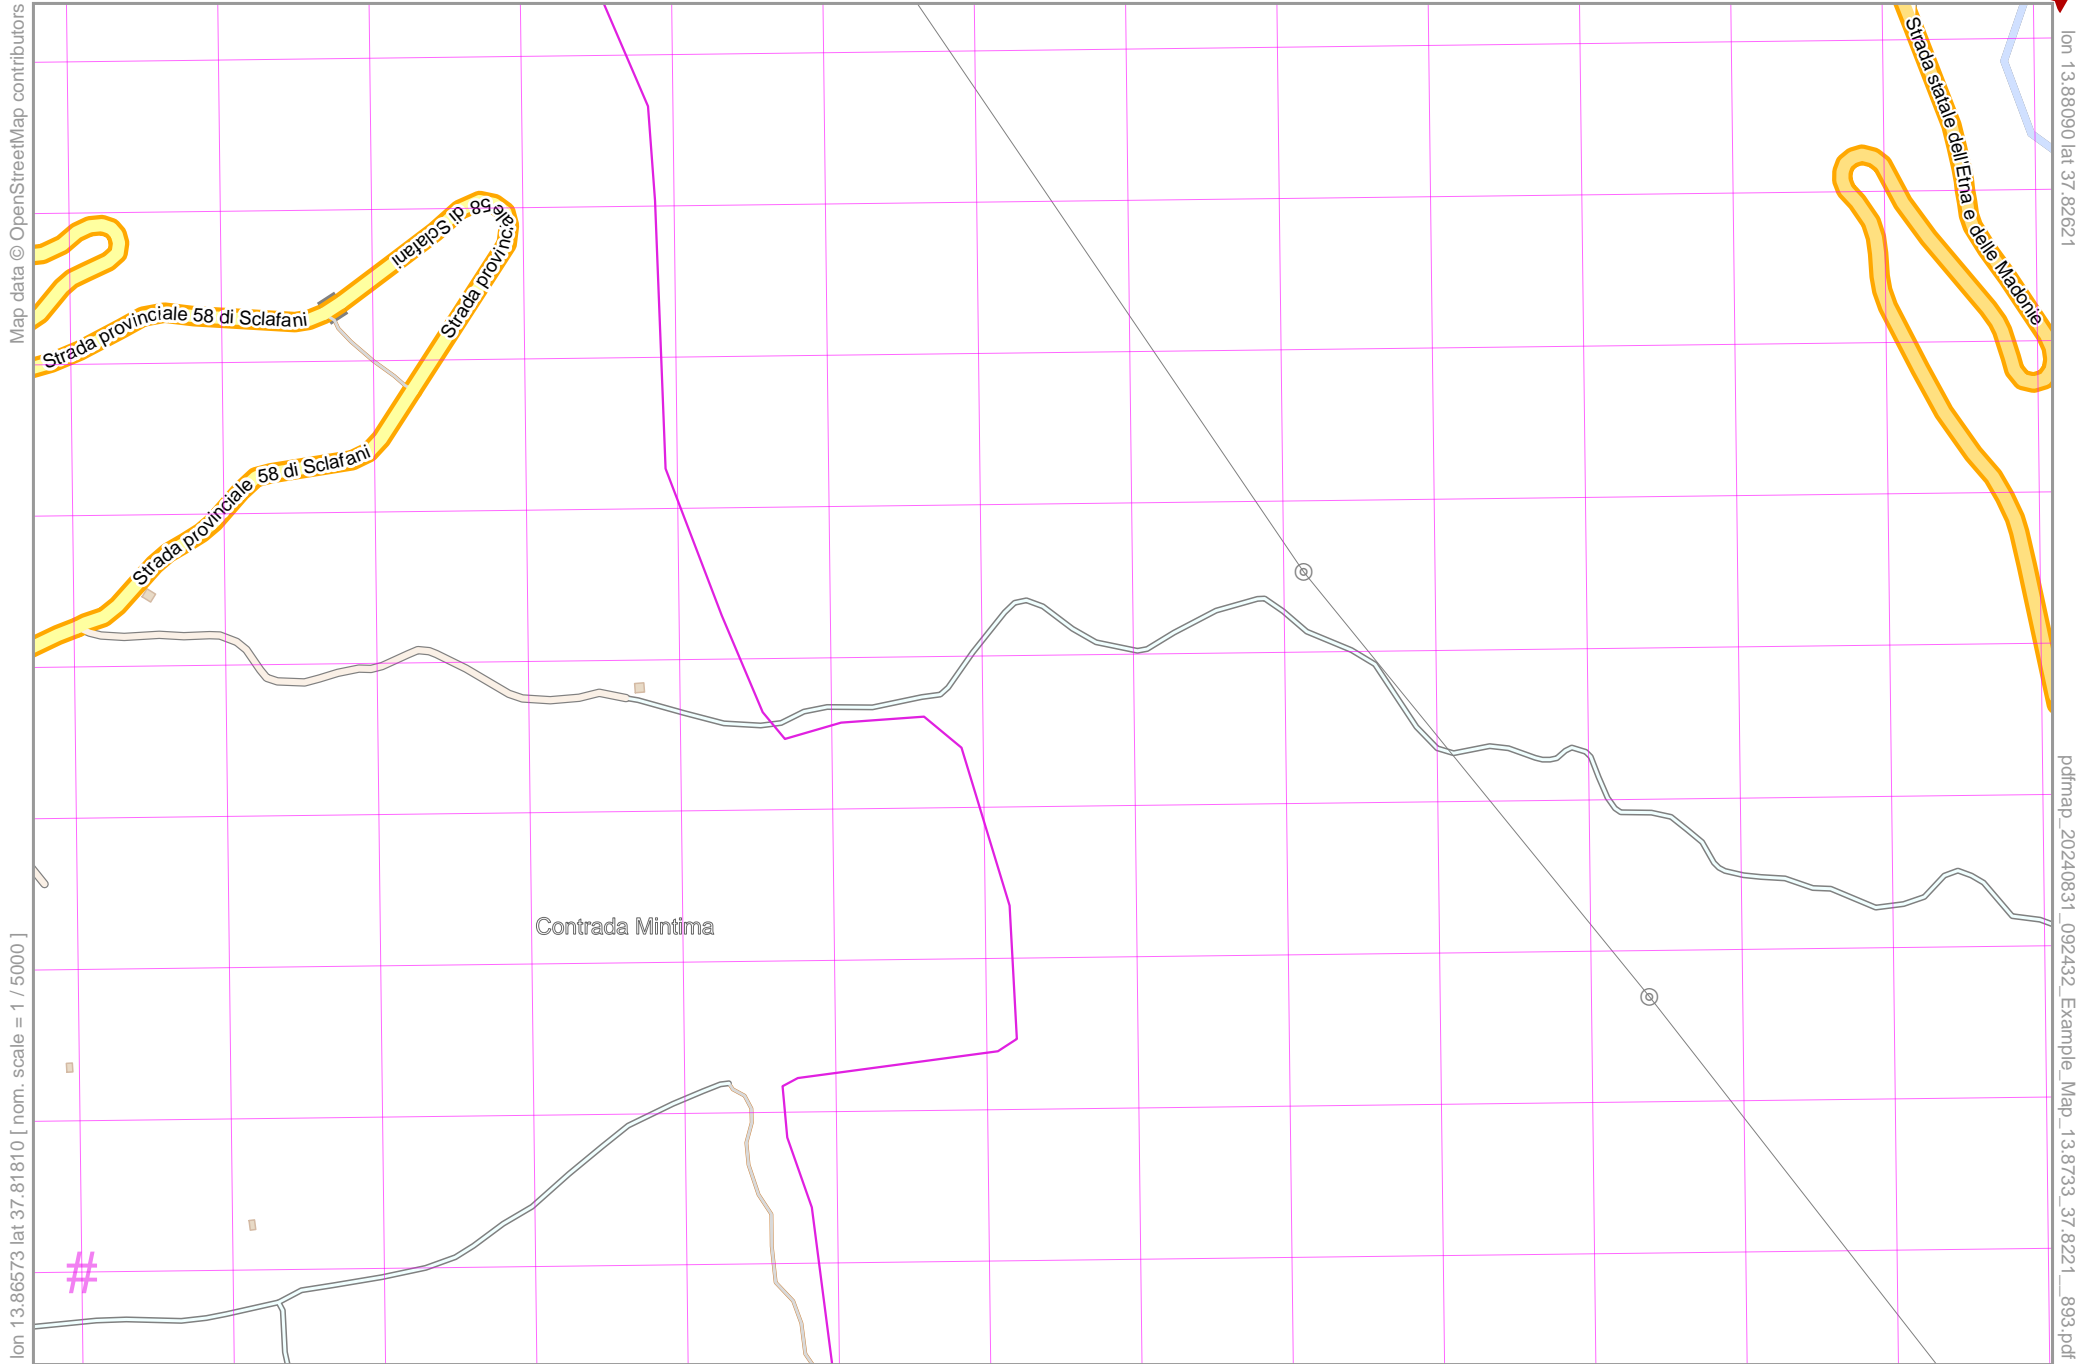 Map data © OpenStreetMap contributors
lon 13.86573 lat 37.81810 [ nom. scale = 1 / 5000 ]
lon 13.88090 lat 37.82621
pdfmap_20240831_092432_Example_Map_13.8733_37.8221__893.pdf
Strada statale dell'Etna e delle Madonie
Strada provinciale 58 di Sclafani
Strada provinciale 58 di Sclafani
Strada provinciale 58 di Sclafani
Contrada Mintima
#